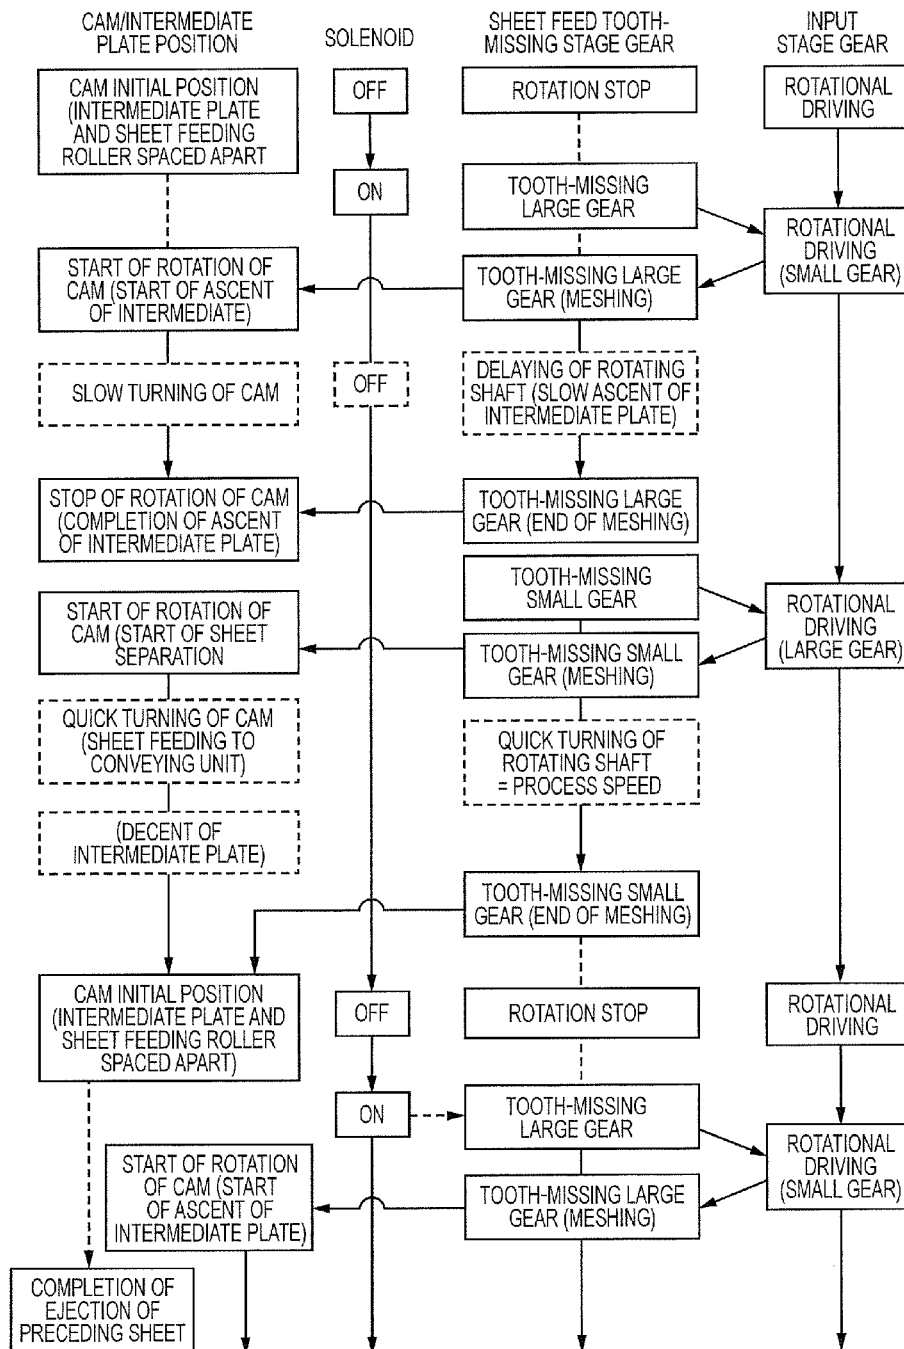 CAM/INTERMEDIATE
PLATE POSITION
SOLENOID
SHEET FEED TOOTH-
MISSING STAGE GEAR
INPUT
STAGE GEAR
CAM INITIAL POSITION
(INTERMEDIATE PLATE
AND SHEET FEEDING
ROLLER SPACED APART
OFF
ROTATION STOP
ROTATIONAL
DRIVING
ON
TOOTH-MISSING
LARGE GEAR
ROTATIONAL
DRIVING
(SMALL GEAR)
START OF ROTATION OF
CAM (START OF ASCENT
OF INTERMEDIATE)
TOOTH-MISSING LARGE
GEAR (MESHING)
SLOW TURNING OF CAM
OFF
DELAYING OF ROTATING
SHAFT (SLOW ASCENT OF
INTERMEDIATE PLATE)
STOP OF ROTATION OF CAM
(COMPLETION OF ASCENT
OF INTERMEDIATE PLATE)
TOOTH-MISSING LARGE
GEAR (END OF MESHING)
TOOTH-MISSING
SMALL GEAR
ROTATIONAL
DRIVING
(LARGE GEAR)
START OF ROTATION OF
CAM (START OF SHEET
SEPARATION
TOOTH-MISSING SMALL
GEAR (MESHING)
QUICK TURNING OF CAM
(SHEET FEEDING TO
CONVEYING UNIT)
QUICK TURNING OF
ROTATING SHAFT
= PROCESS SPEED
(DECENT OF
INTERMEDIATE PLATE)
TOOTH-MISSING SMALL
GEAR (END OF MESHING)
CAM INITIAL POSITION
(INTERMEDIATE PLATE AND
SHEET FEEDING ROLLER
SPACED APART)
OFF
ROTATION STOP
ROTATIONAL
DRIVING
ON
TOOTH-MISSING
LARGE GEAR
ROTATIONAL
DRIVING
(SMALL GEAR)
START OF ROTATION
OF CAM (START
OF ASCENT OF
INTERMEDIATE PLATE)
TOOTH-MISSING LARGE
GEAR (MESHING)
COMPLETION OF
EJECTION OF
PRECEDING SHEET